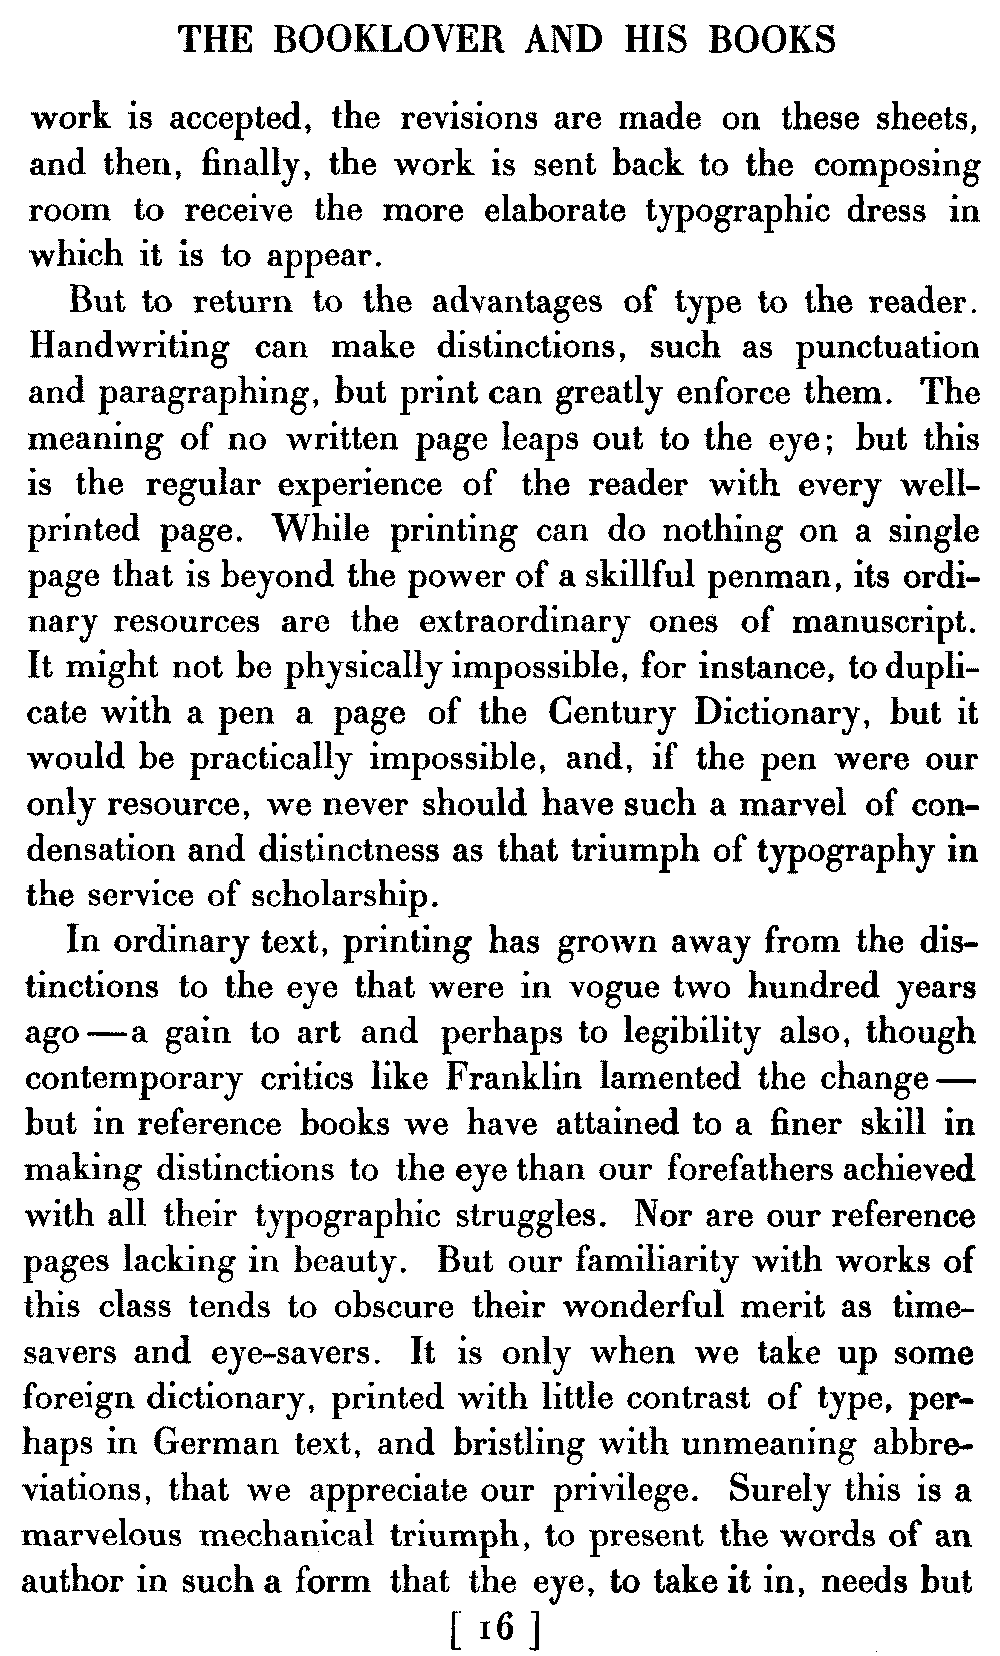 THE BOOKLOVER AND HIS BOOKS
work is accepted, the revisions are made on these sheets,
and then, finally, the work is sent back to the composing
room to receive the more elaborate typographic dress in
which it is to appear.
But to return to the advantages of type to the reader.
Handwriting can make distinctions, such as punctuation
and paragraphing, but print can greatly enforce them. The
meaning of no written page leaps out to the eye; but this
is the regular experience of the reader with every well-
printed page. While printing can do nothing on a single
page that is beyond the power of a skillful penman, its ordi-
nary resources are the extraordinary ones of manuscript.
It might not be physically impossible, for instance, to dupli-
cate with a pen a page of the Century Dictionary, but it
would be practically impossible, and, if the pen were our
only resource, we never should have such a marvel of con-
densation and distinctness as that triumph of typography in
the service of scholarship.
In ordinary text, printing has grown away from the dis-
tinctions to the eye that were in vogue two hundred years
ago — a gain to art and perhaps to legibility also, though
contemporary critics like Franklin lamented the change —
but in reference books we have attained to a finer skill in
making distinctions to the eye than our forefathers achieved
with all their typographic struggles. Nor are our reference
pages lacking in beauty. But our familiarity with works of
this class tends to obscure their wonderful merit as time-
savers and eye-savers. It is only when we take up some
foreign dictionary, printed with little contrast of type, per-
haps in German text, and bristling with unmeaning abbre-
viations, that we appreciate our privilege. Surely this is a
marvelous mechanical triumph, to present the words of an
author in such a form that the eye, to take it in, needs but
[ 16 ]